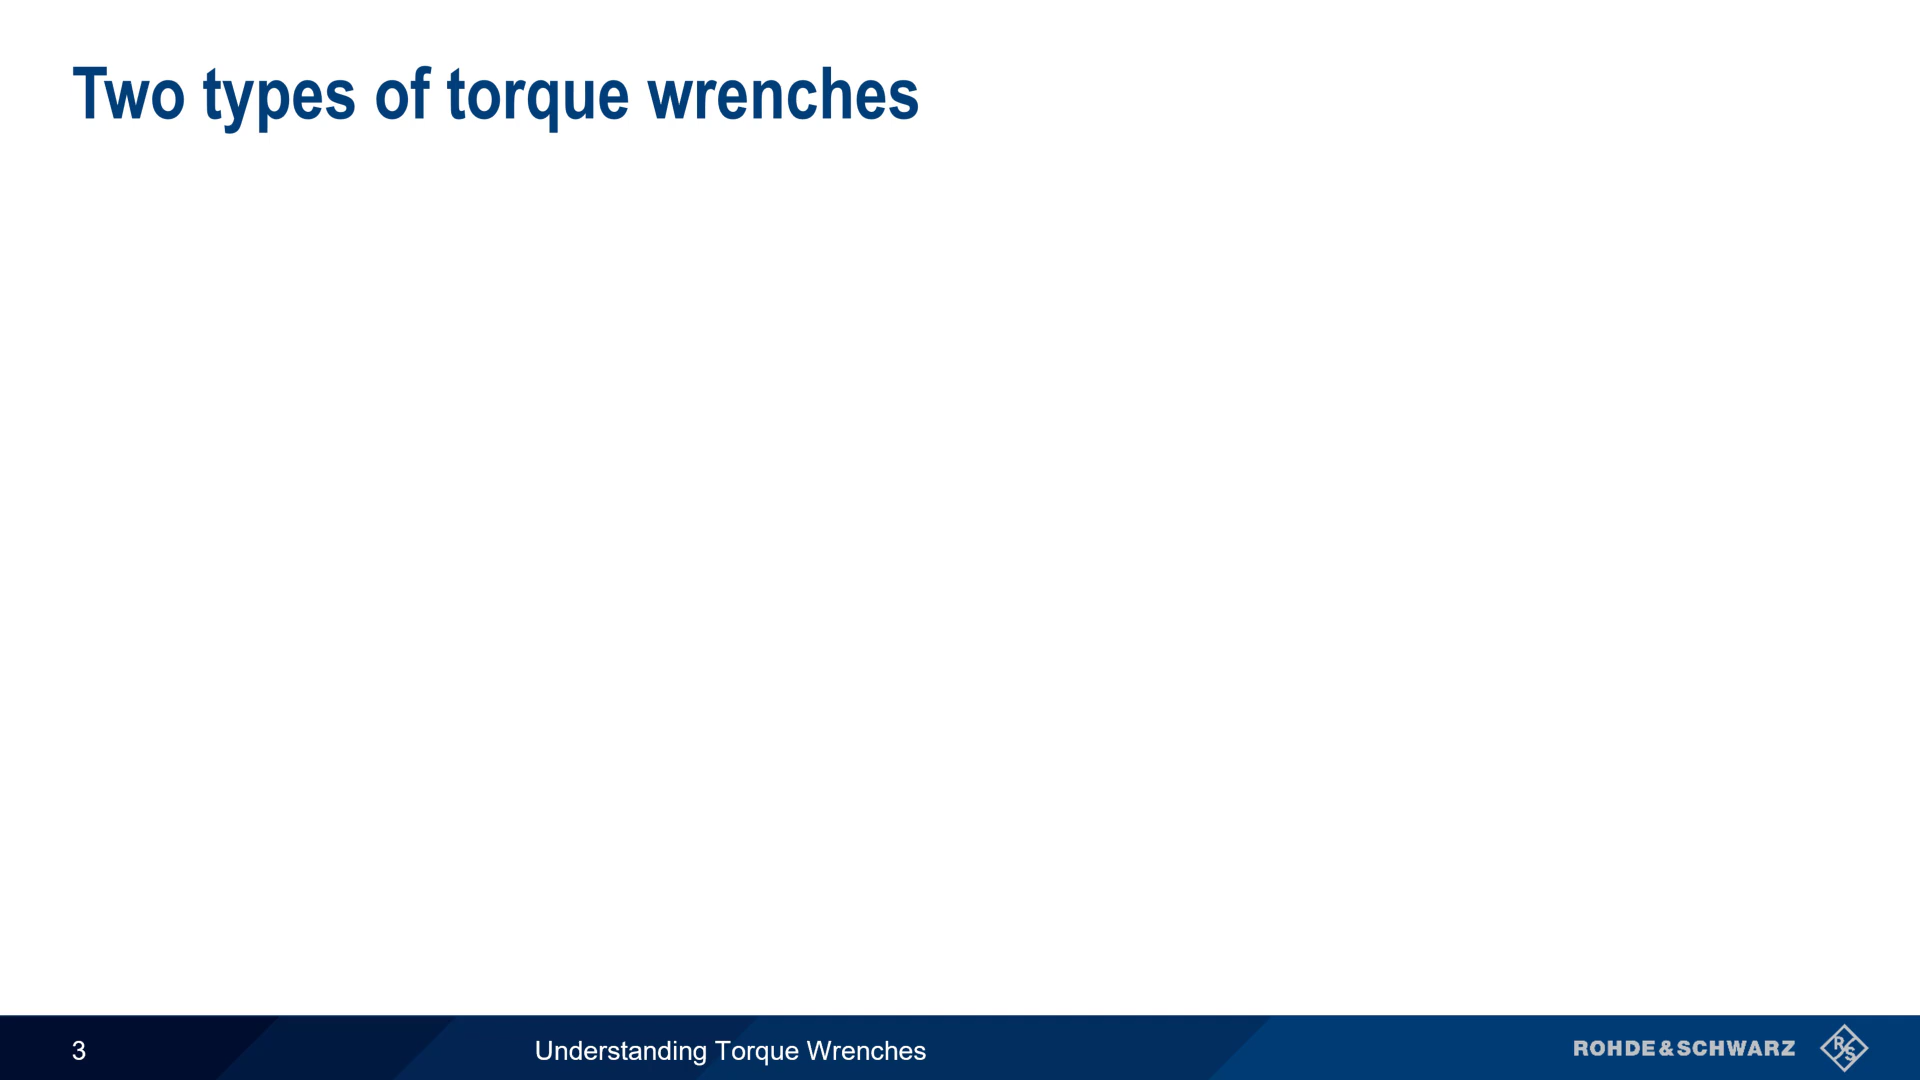 Two types of torque wrenches
3
Understanding Torque Wrenches
ROHDE&SCHWARZ
R
S